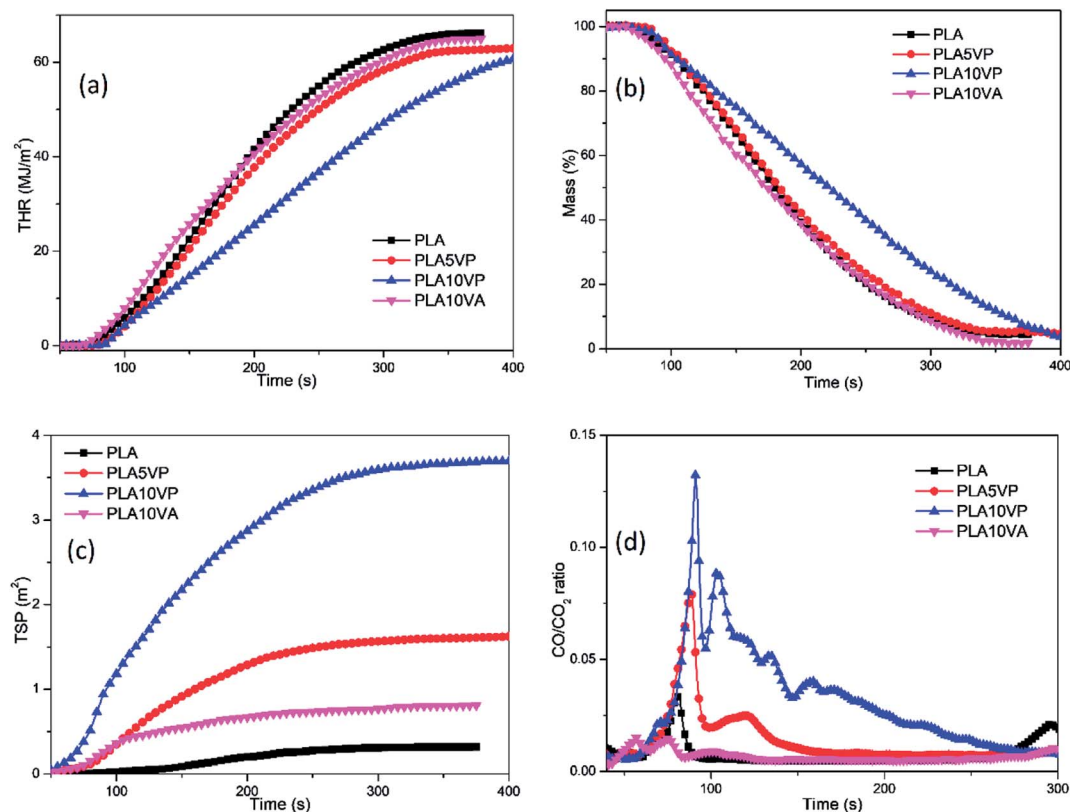 (a)
THR (MJ/m²)
60
40
20
0
PLA
PLA5VP
PLA10VP
PLA10VA
100 200 300 400
Time (s)
(b)
Mass (%)
100
80
60
40
20
0
PLA
PLA5VP
PLA10VP
PLA10VA
100 200 300 400
Time (s)
(c)
TSP (m²)
4
3
2
1
0
PLA
PLA5VP
PLA10VP
PLA10VA
100 200 300 400
Time (s)
(d)
CO/CO₂ ratio
0.15
0.10
0.05
0.00
PLA
PLA5VP
PLA10VP
PLA10VA
100 200 300
Time (s)